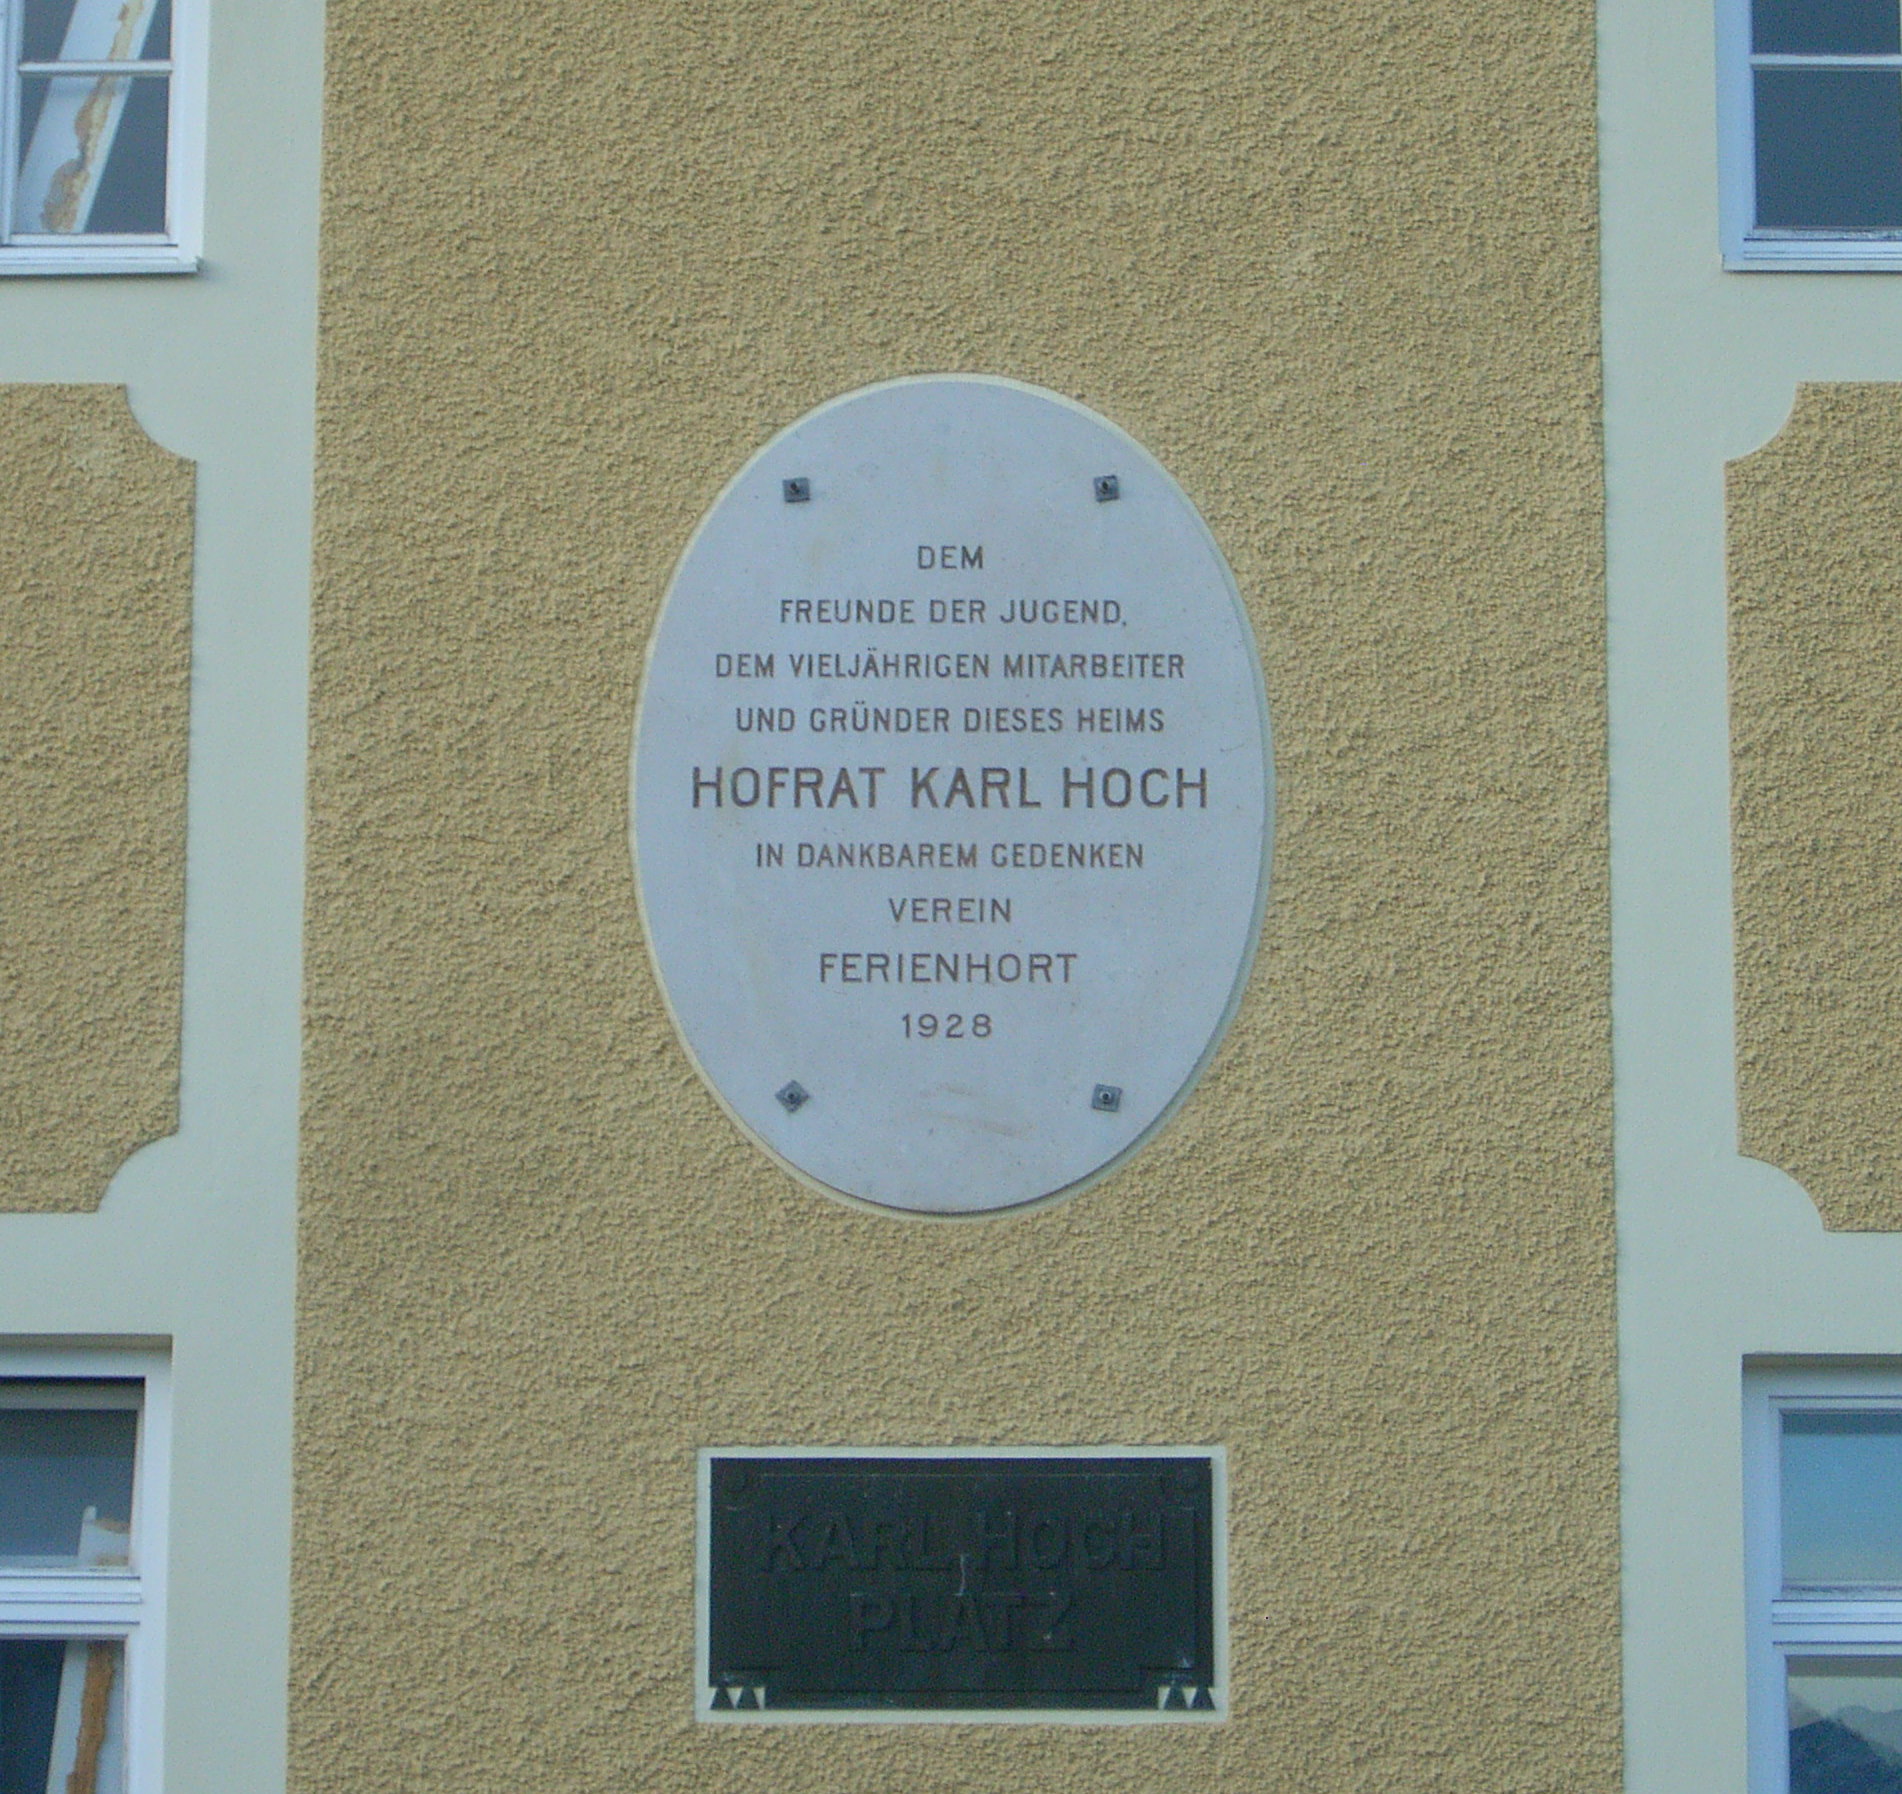 DEM
FREUNDE DER JUGEND,
DEM VIELJÄHRIGEN MITARBEITER
UND GRÜNDER DIESES HEIMS
HOFRAT KARL HOCH
IN DANKBAREM GEDENKEN
VEREIN
FERIENHORT
1928
KARL HOCH
PLATZ